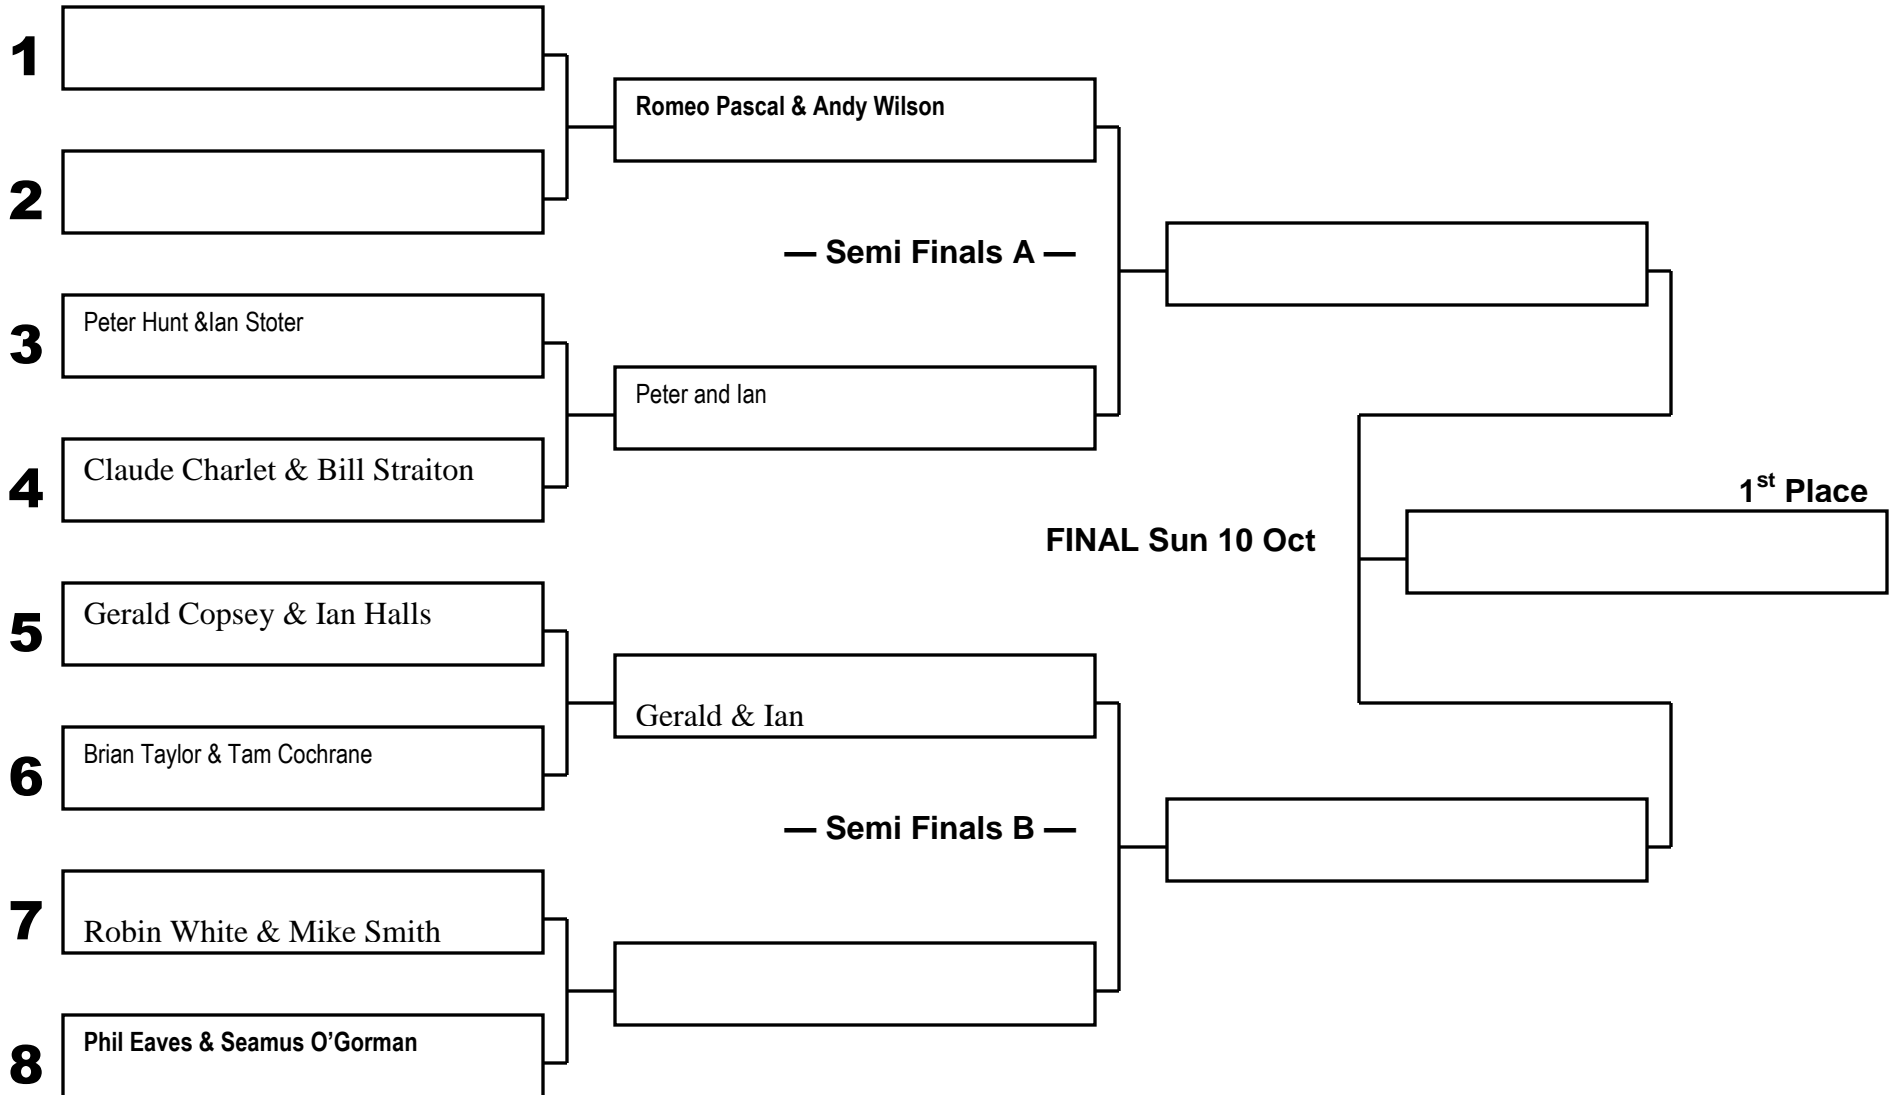 1
Romeo Pascal & Andy Wilson
2
— Semi Finals A —
3
Peter Hunt &Ian Stoter
Peter and Ian
4
Claude Charlet & Bill Straiton
1st Place
FINAL Sun 10 Oct
5
Gerald Copsey & Ian Halls
Gerald & Ian
6
Brian Taylor & Tam Cochrane
— Semi Finals B —
7
Robin White & Mike Smith
8
Phil Eaves & Seamus O’Gorman